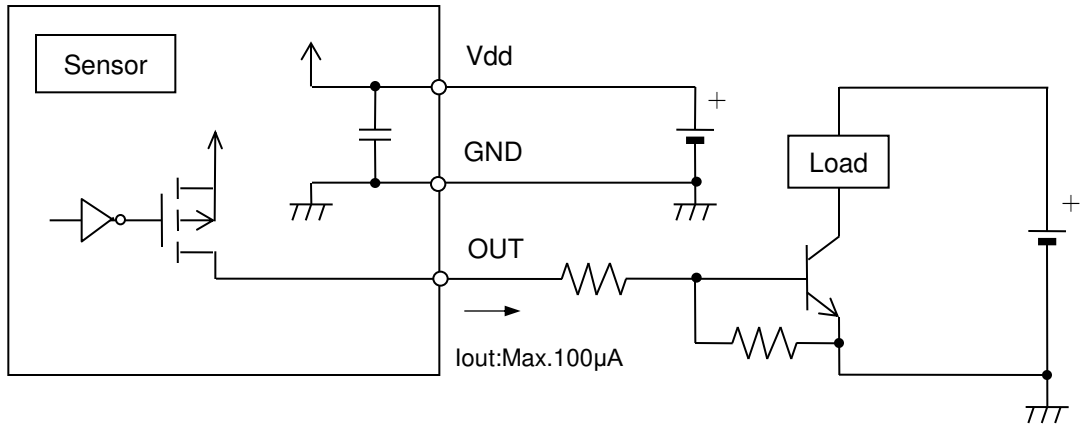 Sensor
Vdd
+
GND
Load
+
OUT
Iout:Max.100µA